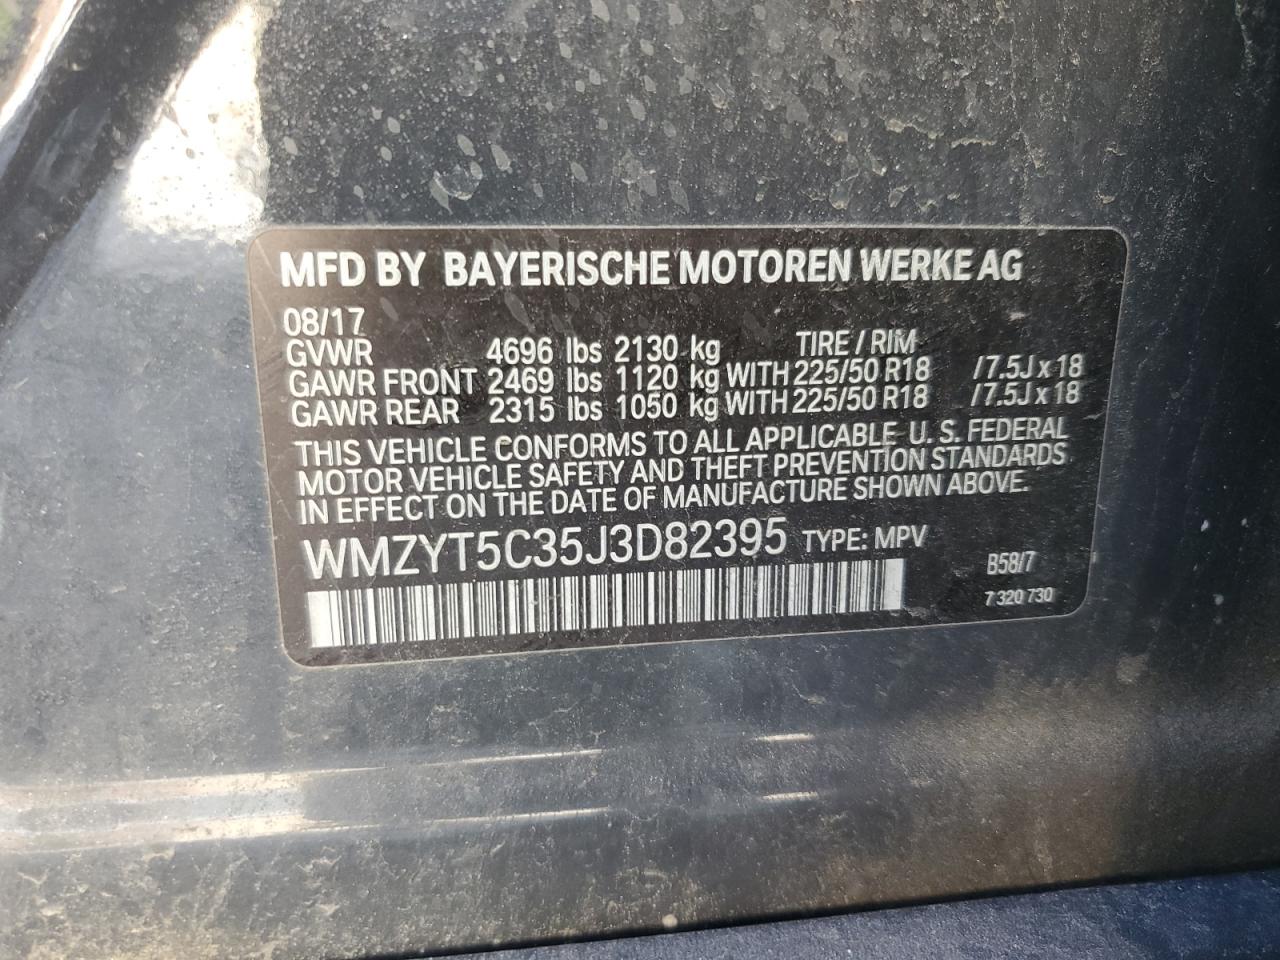 MFD BY BAYERISCHE MOTOREN WERKE AG
08/17
GVWR 4696 lbs 2130 kg TIRE / RIM
GAWR FRONT 2469 lbs 1120 kg WITH 225/50 R18 /7.5J x 18
GAWR REAR 2315 lbs 1050 kg WITH 225/50 R18 /7.5J x 18
THIS VEHICLE CONFORMS TO ALL APPLICABLE U. S. FEDERAL
MOTOR VEHICLE SAFETY AND THEFT PREVENTION STANDARDS
IN EFFECT ON THE DATE OF MANUFACTURE SHOWN ABOVE.
WMZYT5C35J3D82395 TYPE: MPV
B58/7
7 320 730